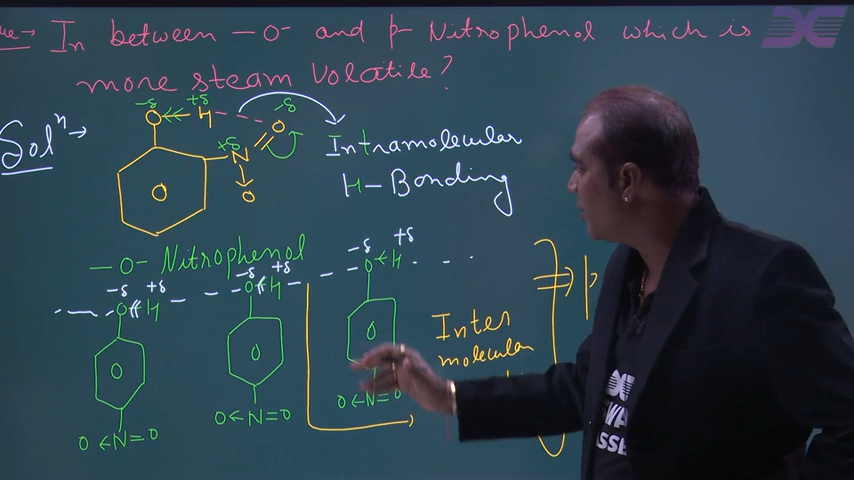 In between - O- and p- Nitrophenol which is
more steam volatile?
Solⁿ →
-δ +δ -δ
O H O
+δ
N
O
O
Intramolecular
H- Bonding
- O- Nitrophenol
-δ +δ -δ +δ -δ +δ
O H O H O H
O O O
O ← N = O O ← N = O O ← N = O
Inter
molecular
⇒ p